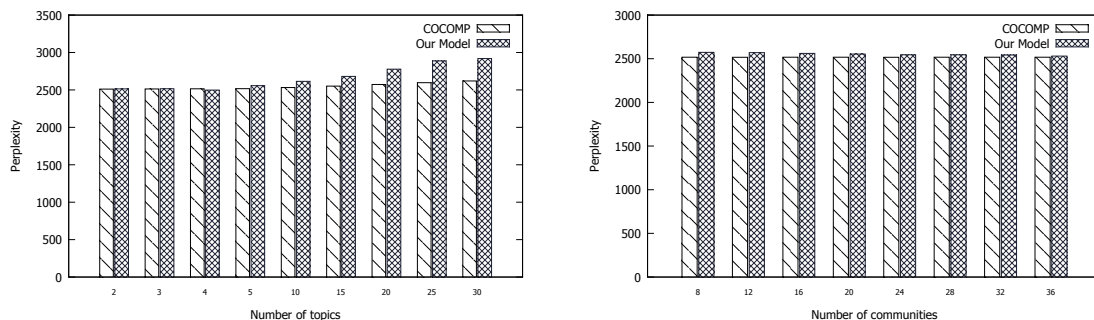 3500
3000
2500
2000
1500
1000
500
0
Perplexity
COCOMP
Our Model
2 3 4 5 10 15 20 25 30
Number of topics
3000
2500
2000
1500
1000
500
0
Perplexity
COCOMP
Our Model
8 12 16 20 24 28 32 36
Number of communities